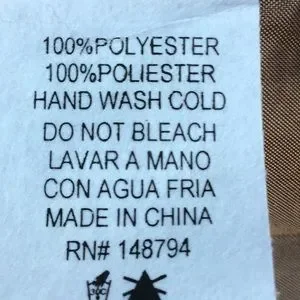 100%POLYESTER
100%POLIESTER
HAND WASH COLD
DO NOT BLEACH
LAVAR A MANO
CON AGUA FRIA
MADE IN CHINA
RN# 148794
30C